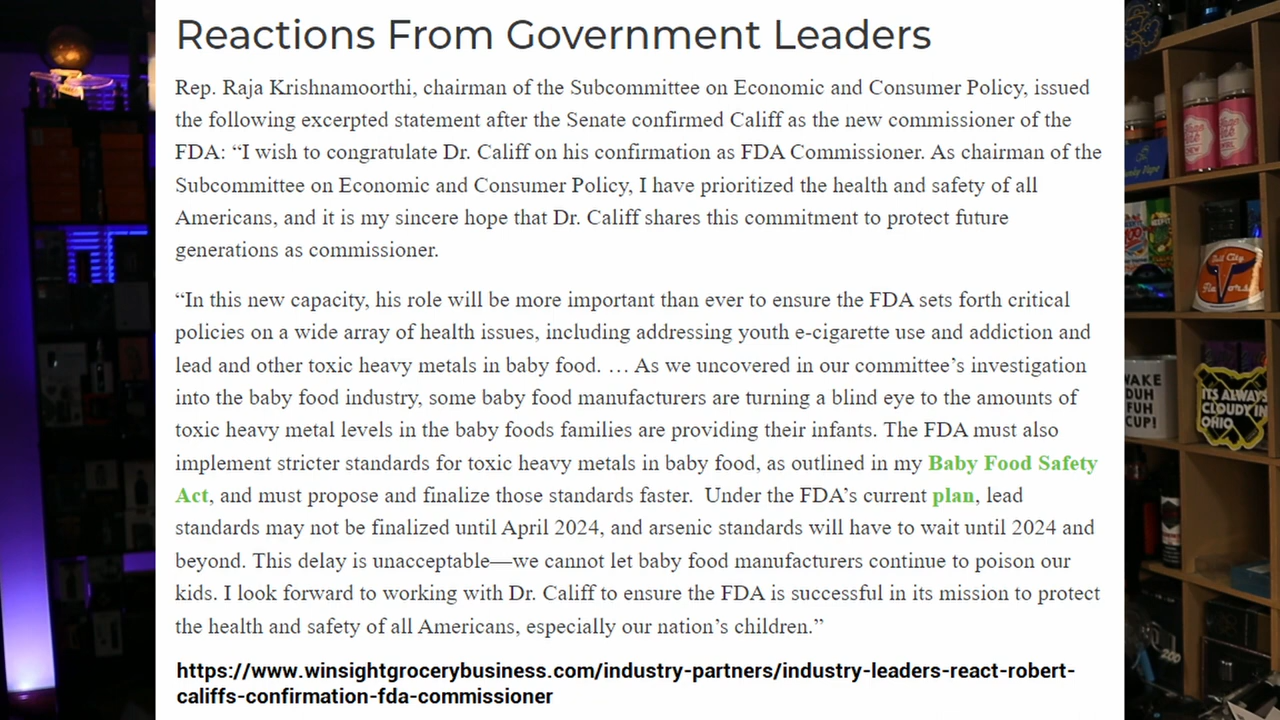 Reactions From Government Leaders
Rep. Raja Krishnamoorthi, chairman of the Subcommittee on Economic and Consumer Policy, issued
the following excerpted statement after the Senate confirmed Califf as the new commissioner of the
FDA: “I wish to congratulate Dr. Califf on his confirmation as FDA Commissioner. As chairman of the
Subcommittee on Economic and Consumer Policy, I have prioritized the health and safety of all
Americans, and it is my sincere hope that Dr. Califf shares this commitment to protect future
generations as commissioner.
“In this new capacity, his role will be more important than ever to ensure the FDA sets forth critical
policies on a wide array of health issues, including addressing youth e-cigarette use and addiction and
lead and other toxic heavy metals in baby food. … As we uncovered in our committee’s investigation
into the baby food industry, some baby food manufacturers are turning a blind eye to the amounts of
toxic heavy metal levels in the baby foods families are providing their infants. The FDA must also
implement stricter standards for toxic heavy metals in baby food, as outlined in my Baby Food Safety
Act, and must propose and finalize those standards faster.  Under the FDA’s current plan, lead
standards may not be finalized until April 2024, and arsenic standards will have to wait until 2024 and
beyond. This delay is unacceptable—we cannot let baby food manufacturers continue to poison our
kids. I look forward to working with Dr. Califf to ensure the FDA is successful in its mission to protect
the health and safety of all Americans, especially our nation’s children.”
https://www.winsightgrocerybusiness.com/industry-partners/industry-leaders-react-robert-
califfs-confirmation-fda-commissioner
WAKE
DUH
FUH
CUP!
ITS ALWAYS
CLOUDY IN
OHIO